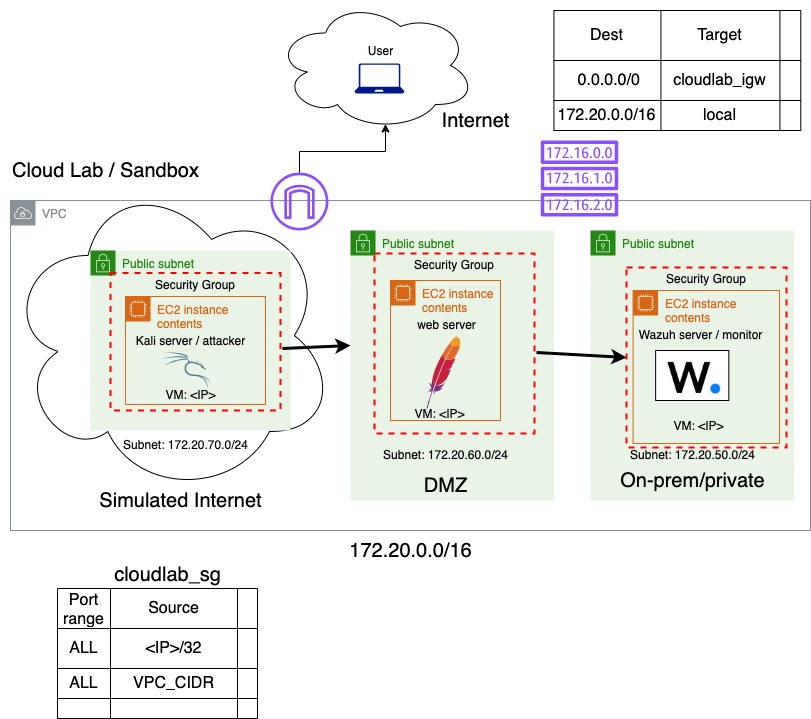 User
Internet
Dest Target
0.0.0.0/0 cloudlab_igw
172.20.0.0/16 local
172.16.0.0
172.16.1.0
172.16.2.0
Cloud Lab / Sandbox
VPC
Public subnet
Security Group
EC2 instance
contents
Kali server / attacker
VM: <IP>
Subnet: 172.20.70.0/24
Simulated Internet
Public subnet
Security Group
EC2 instance
contents
web server
VM: <IP>
Subnet: 172.20.60.0/24
DMZ
Public subnet
Security Group
EC2 instance
contents
Wazuh server / monitor
W.
VM: <IP>
Subnet: 172.20.50.0/24
On-prem/private
172.20.0.0/16
cloudlab_sg
Port
range
Source
ALL <IP>/32
ALL VPC_CIDR